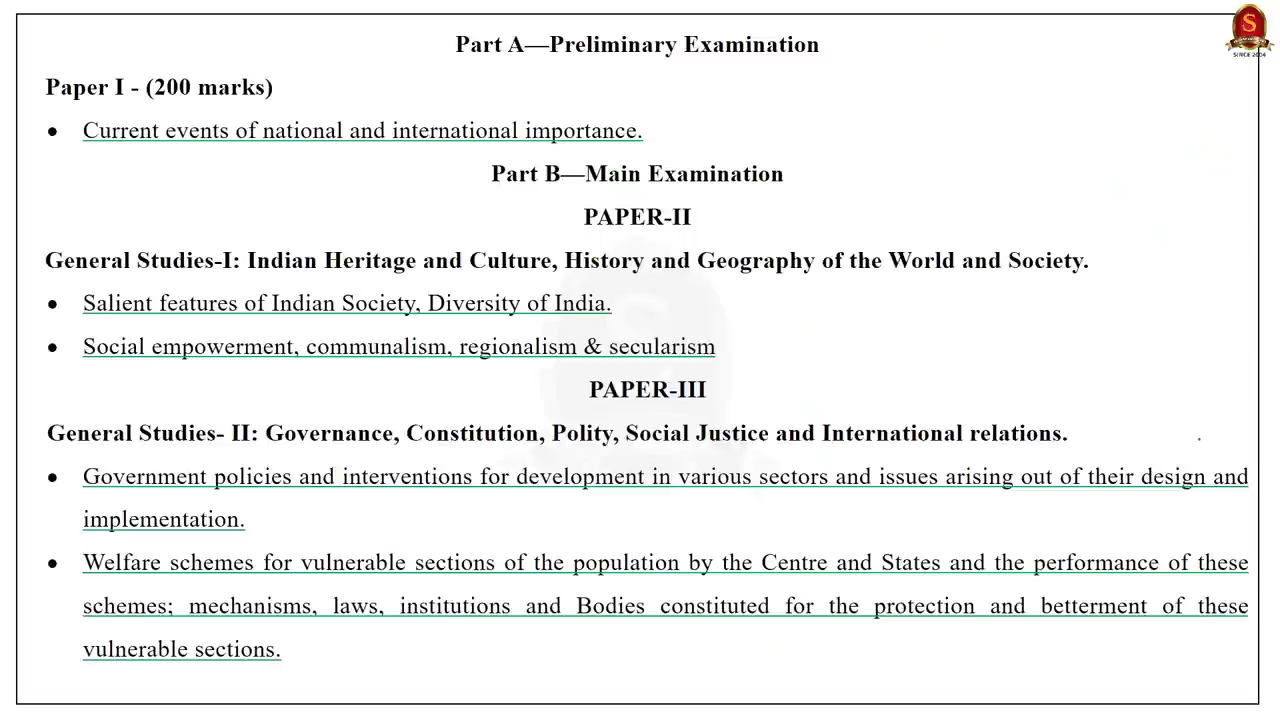 S
SINCE 2004
Part A—Preliminary Examination
Paper I - (200 marks)
• Current events of national and international importance.
Part B—Main Examination
PAPER-II
General Studies-I: Indian Heritage and Culture, History and Geography of the World and Society.
• Salient features of Indian Society, Diversity of India.
• Social empowerment, communalism, regionalism & secularism
PAPER-III
General Studies- II: Governance, Constitution, Polity, Social Justice and International relations.
• Government policies and interventions for development in various sectors and issues arising out of their design and
implementation.
• Welfare schemes for vulnerable sections of the population by the Centre and States and the performance of these
schemes; mechanisms, laws, institutions and Bodies constituted for the protection and betterment of these
vulnerable sections.